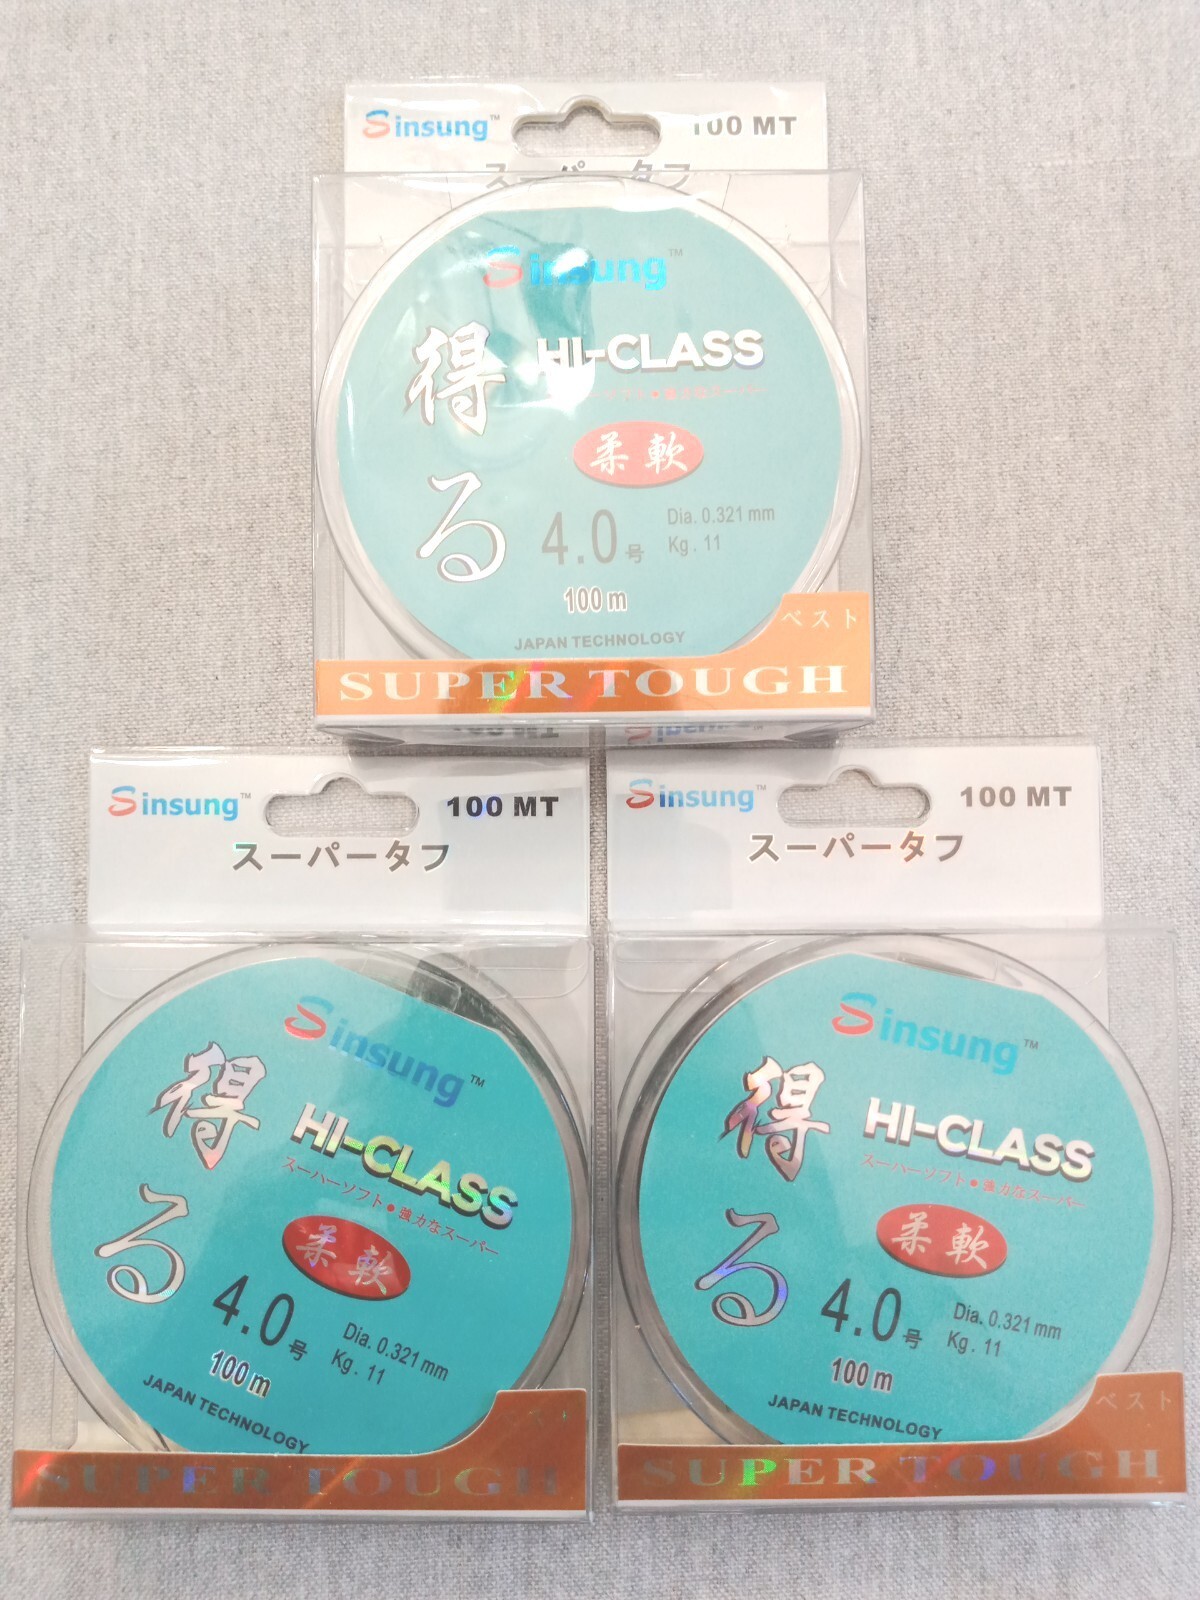 Sinsung™ 100 MT
スーパータフ
Sinsung™
得る
HI-CLASS
柔軟
4.0号
Dia. 0.321 mm
Kg. 11
100 m
JAPAN TECHNOLOGY
ベスト
SUPER TOUGH
Sinsung™ 100 MT
スーパータフ
Sinsung™
得る
HI-CLASS
スーハーソフト●強力なスーパー
柔軟
4.0号
Dia. 0.321 mm
Kg. 11
100 m
JAPAN TECHNOLOGY
ベスト
SUPER TOUGH
Sinsung™ 100 MT
スーパータフ
Sinsung™
得る
HI-CLASS
スーハーソフト●強力なスーパー
柔軟
4.0号
Dia. 0.321 mm
Kg. 11
100 m
JAPAN TECHNOLOGY
ベスト
SUPER TOUGH